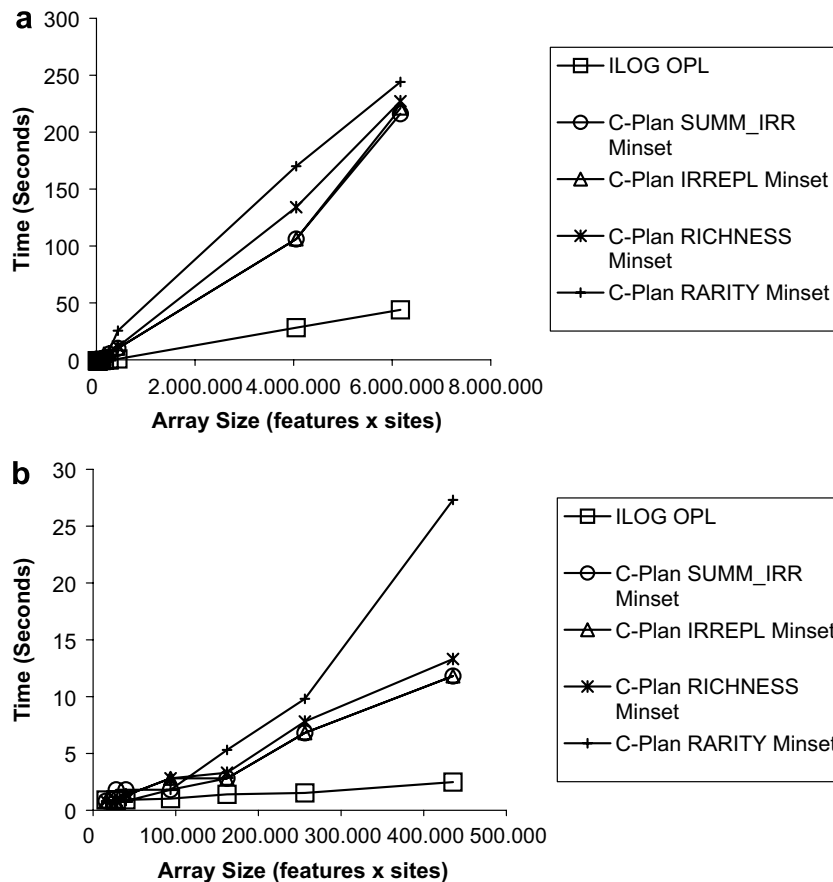 a
300
250
200
150
100
50
0
Time (Seconds)
0 2.000.000 4.000.000 6.000.000 8.000.000
Array Size (features x sites)
ILOG OPL
C-Plan SUMM_IRR
Minset
C-Plan IRREPL Minset
C-Plan RICHNESS
Minset
C-Plan RARITY Minset
b
30
25
20
15
10
5
0
Time (Seconds)
0 100.000 200.000 300.000 400.000 500.000
Array Size (features x sites)
ILOG OPL
C-Plan SUMM_IRR
Minset
C-Plan IRREPL Minset
C-Plan RICHNESS
Minset
C-Plan RARITY Minset